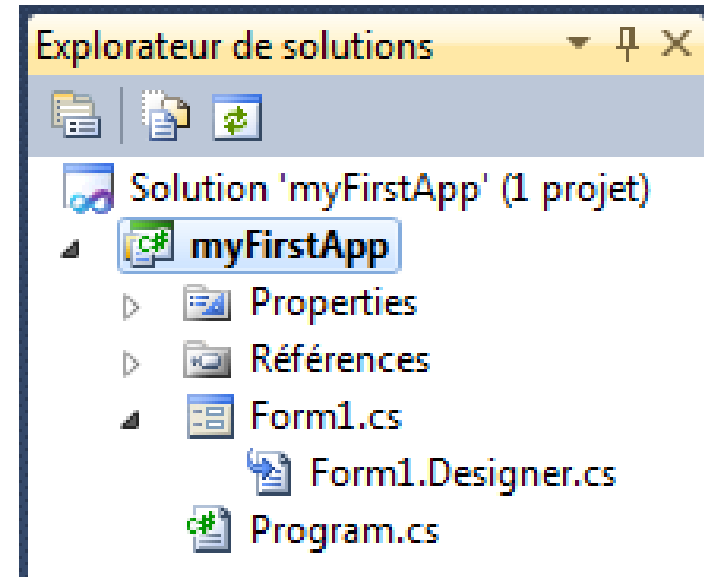 Explorateur de solutions
Solution 'myFirstApp' (1 projet)
C# myFirstApp
Properties
Références
Form1.cs
Form1.Designer.cs
C# Program.cs